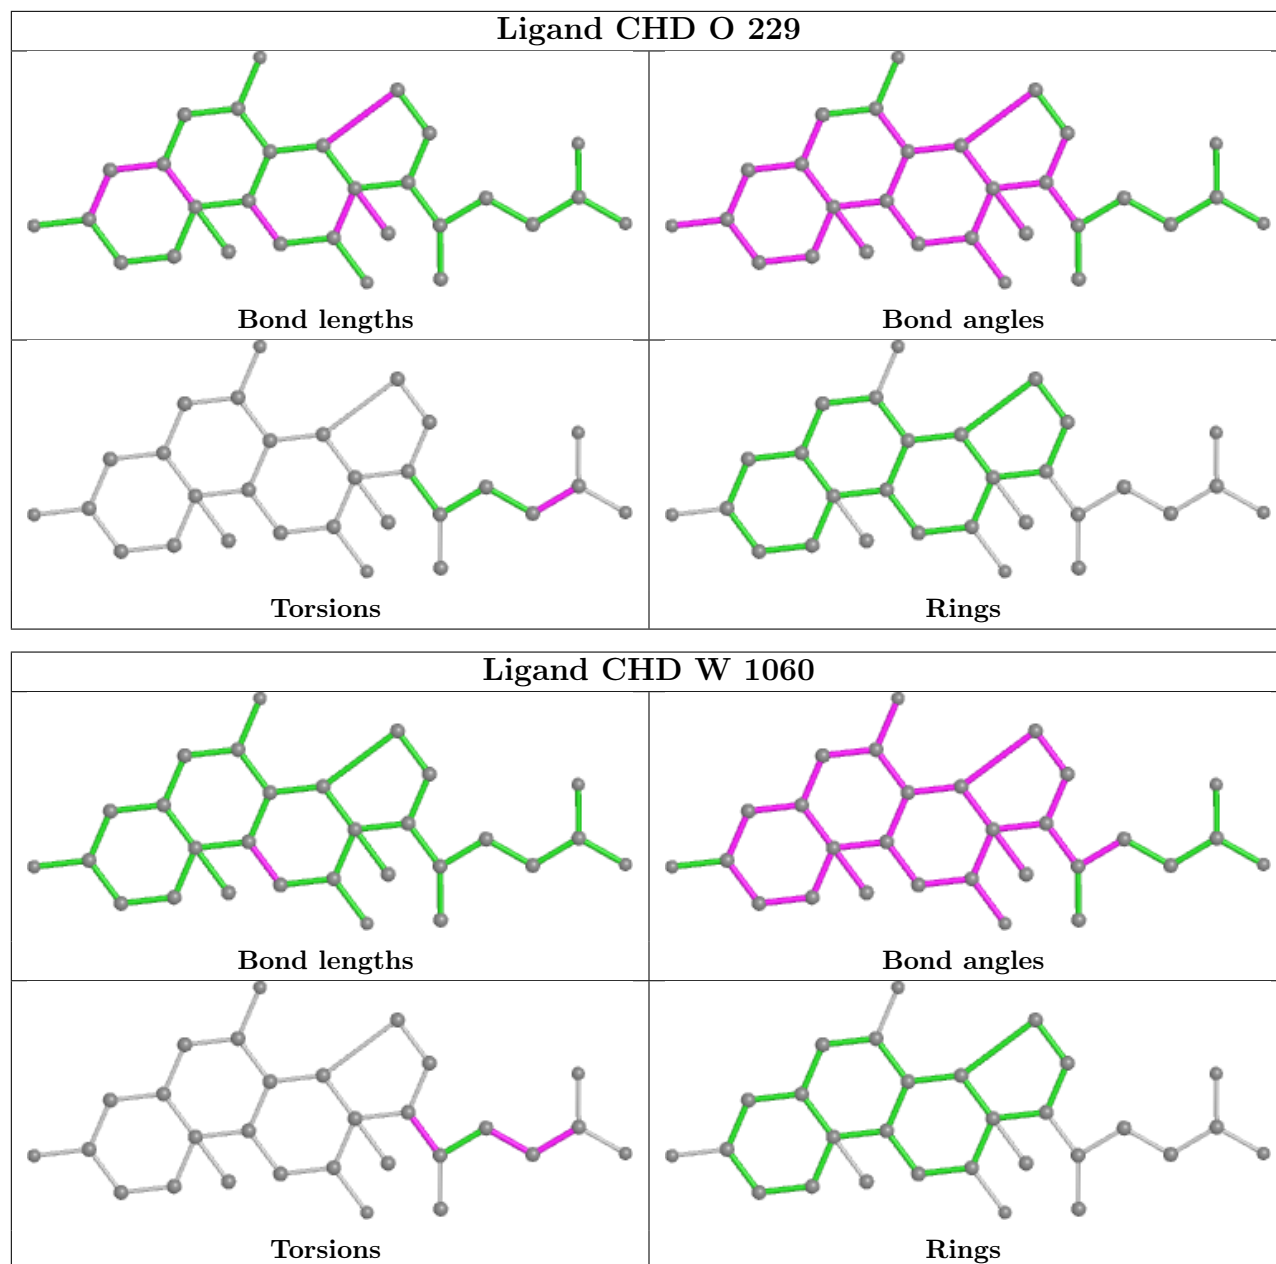 Ligand CHD O 229
Bond lengths
Bond angles
Torsions
Rings
Ligand CHD W 1060
Bond lengths
Bond angles
Torsions
Rings